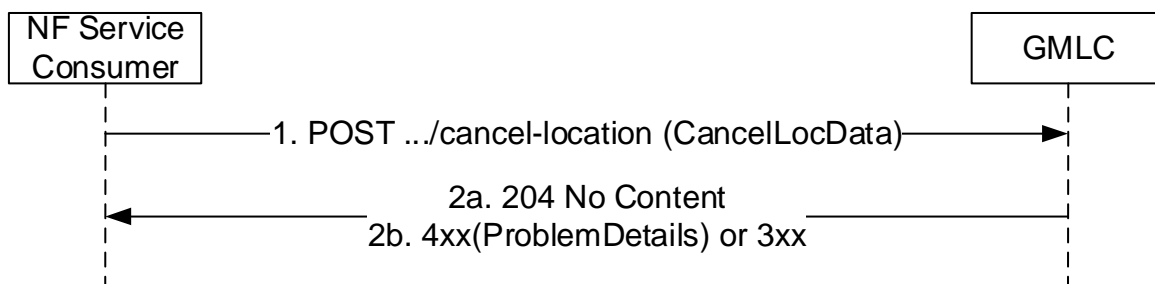 NF Service
Consumer
GMLC
1. POST .../cancel-location (CancelLocData)
2a. 204 No Content
2b. 4xx(ProblemDetails) or 3xx